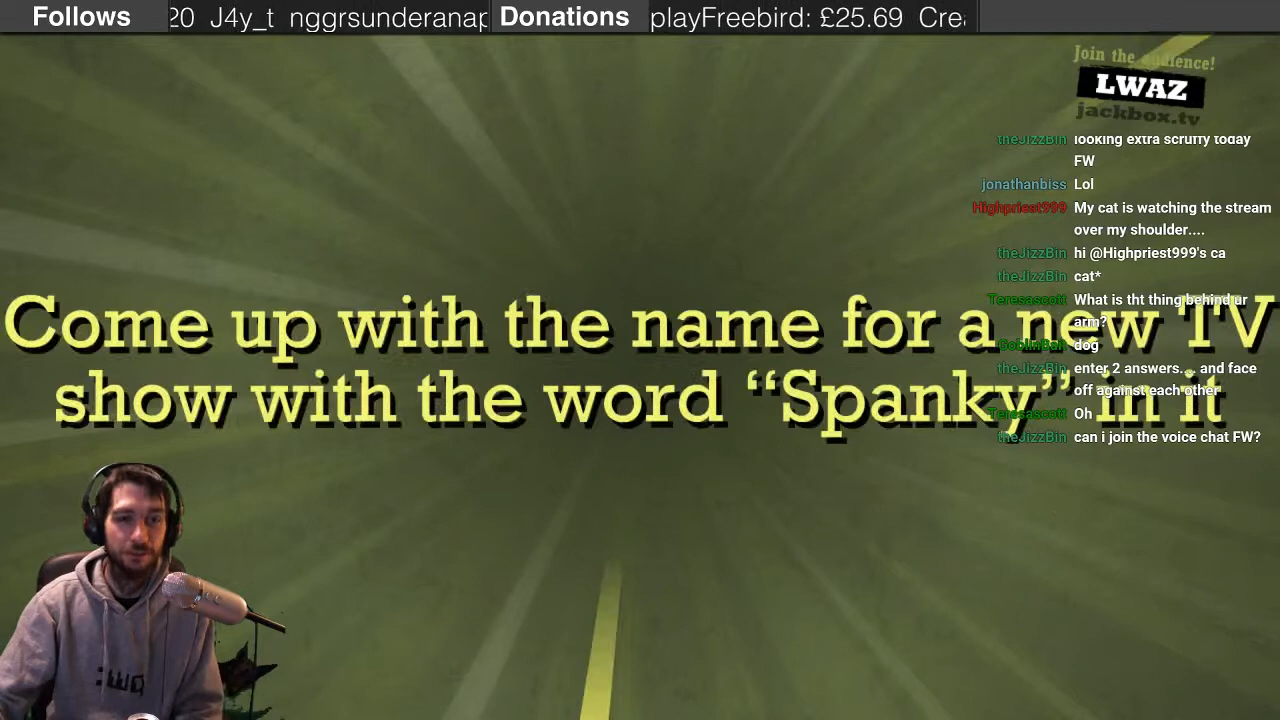 Follows
20 J4y_t nggrsunderanap
Donations
playFreebird: £25.69 Crea
Join the audience!
LWAZ
jackbox.tv
theJizzBin looking extra scruffy today
FW
jonathanbiss Lol
Highpriest999 My cat is watching the stream
over my shoulder....
theJizzBin hi @Highpriest999's ca
theJizzBin cat*
Teresascott What is tht thing behind ur
arm?
GoblinBait dog
theJizzBin enter 2 answers... and face
off against each other
Teresascott Oh
theJizzBin can i join the voice chat FW?
Come up with the name for a new TV
show with the word “Spanky” in it